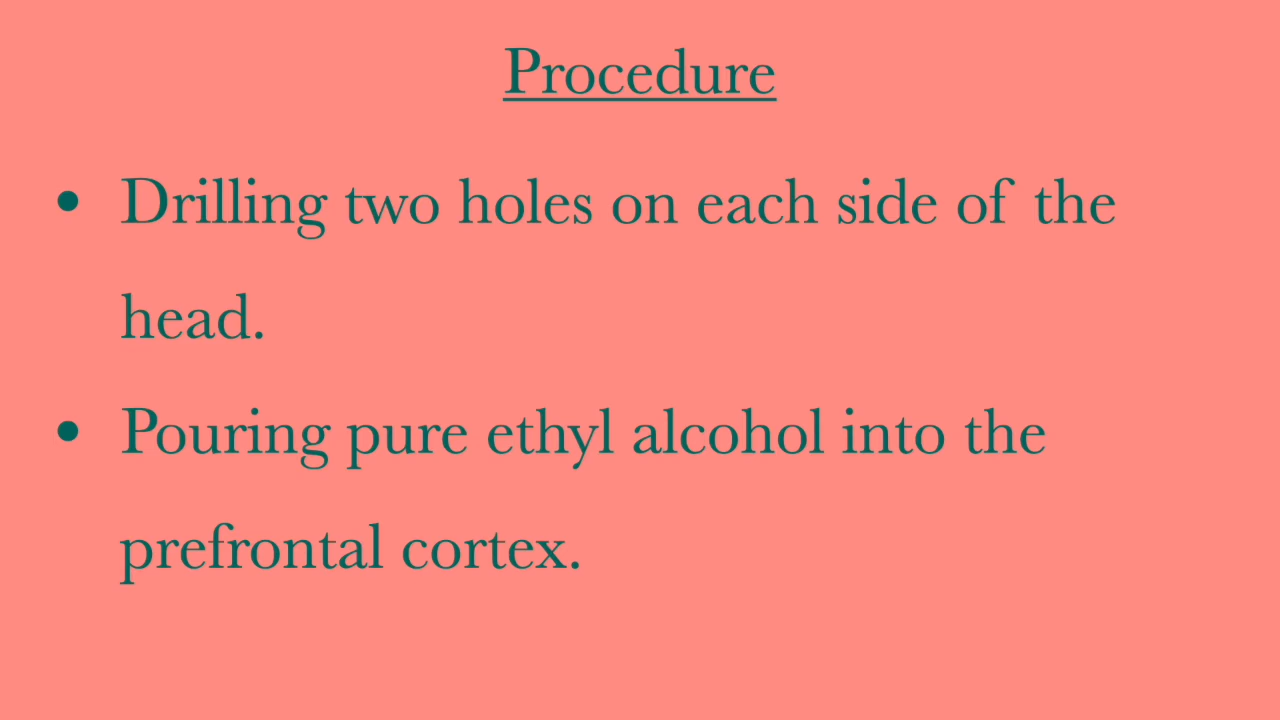 Procedure
• Drilling two holes on each side of the
head.
• Pouring pure ethyl alcohol into the
prefrontal cortex.